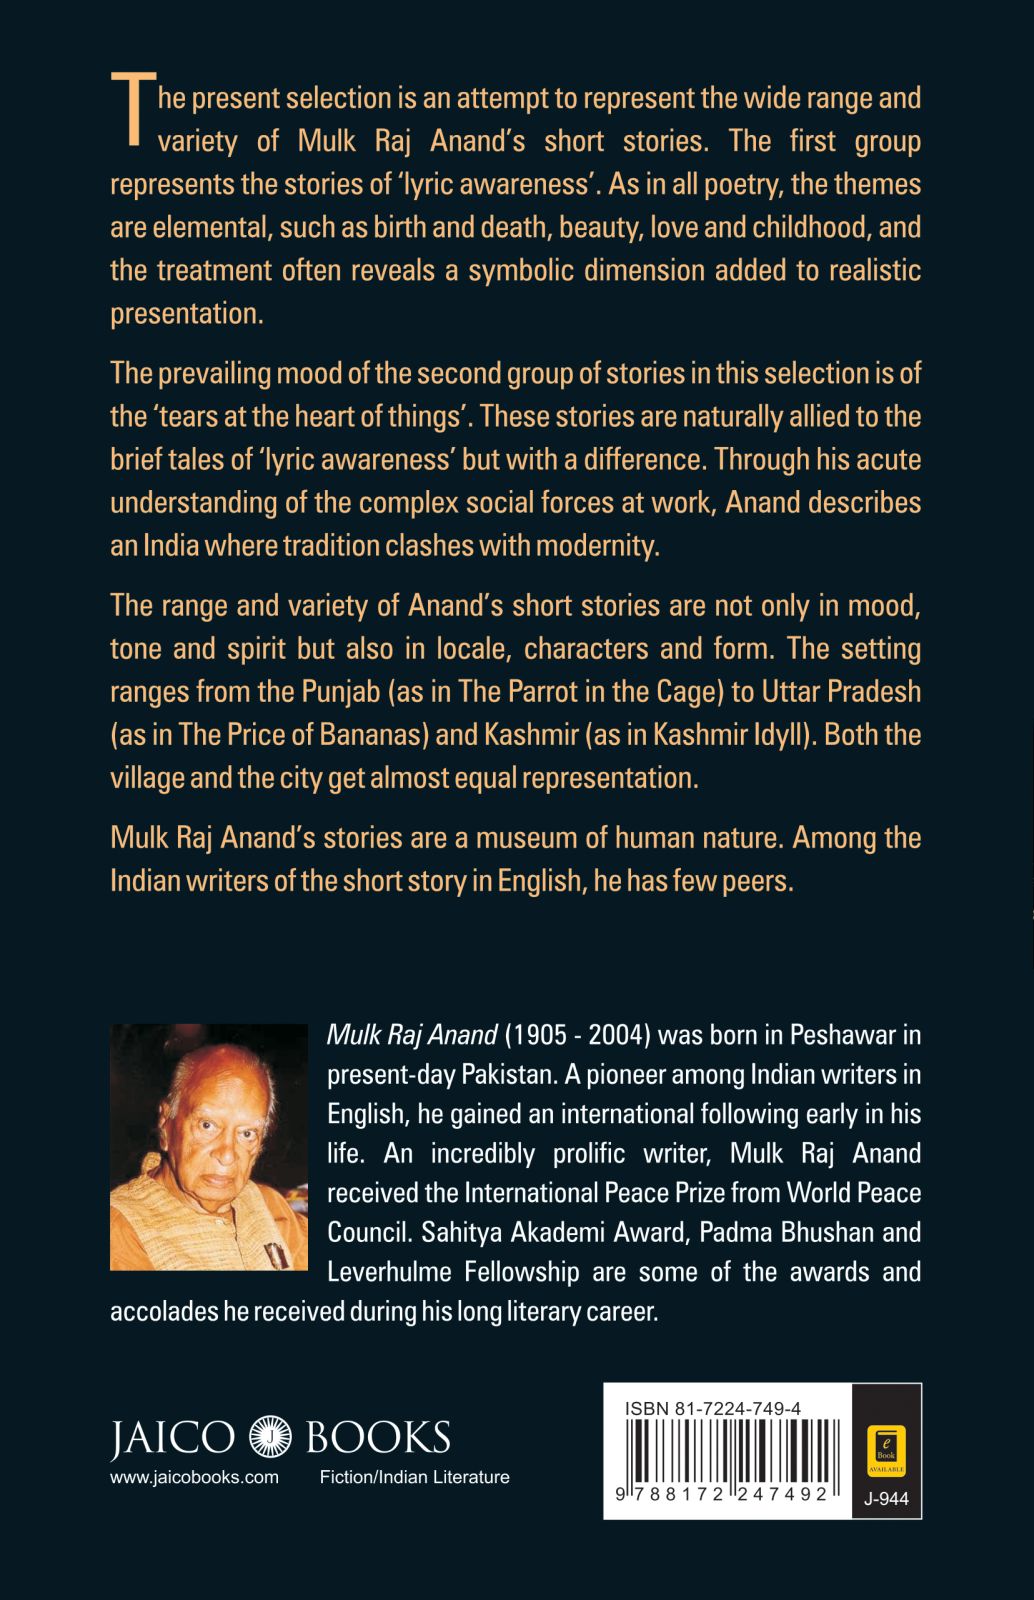 The present selection is an attempt to represent the wide range and
variety of Mulk Raj Anand's short stories. The first group
represents the stories of 'lyric awareness'. As in all poetry, the themes
are elemental, such as birth and death, beauty, love and childhood, and
the treatment often reveals a symbolic dimension added to realistic
presentation.
The prevailing mood of the second group of stories in this selection is of
the 'tears at the heart of things'. These stories are naturally allied to the
brief tales of 'lyric awareness' but with a difference. Through his acute
understanding of the complex social forces at work, Anand describes
an India where tradition clashes with modernity.
The range and variety of Anand's short stories are not only in mood,
tone and spirit but also in locale, characters and form. The setting
ranges from the Punjab (as in The Parrot in the Cage) to Uttar Pradesh
(as in The Price of Bananas) and Kashmir (as in Kashmir Idyll). Both the
village and the city get almost equal representation.
Mulk Raj Anand's stories are a museum of human nature. Among the
Indian writers of the short story in English, he has few peers.
Mulk Raj Anand (1905 - 2004) was born in Peshawar in
present-day Pakistan. A pioneer among Indian writers in
English, he gained an international following early in his
life. An incredibly prolific writer, Mulk Raj Anand
received the International Peace Prize from World Peace
Council. Sahitya Akademi Award, Padma Bhushan and
Leverhulme Fellowship are some of the awards and
accolades he received during his long literary career.
JAICO J BOOKS
www.jaicobooks.com Fiction/Indian Literature
ISBN 81-7224-749-4
9 788172 247492
e
Book
AVAILABLE
J-944